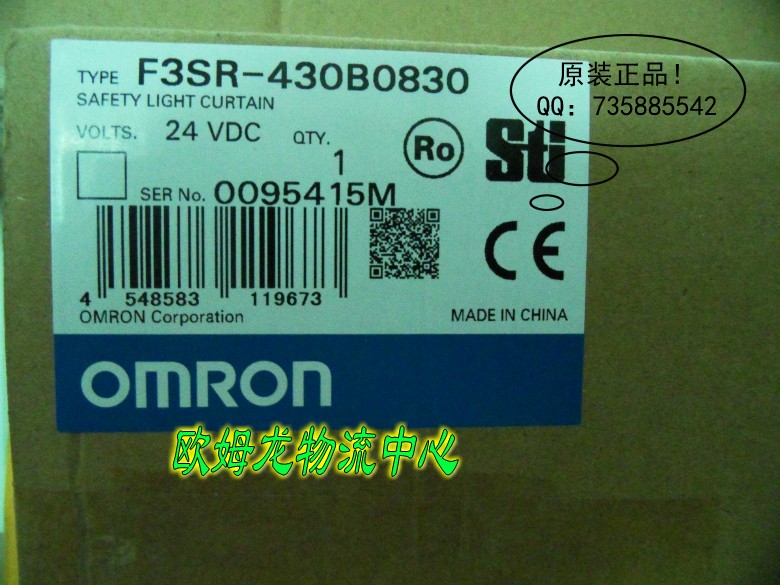 TYPE F3SR-430B0830
SAFETY LIGHT CURTAIN
VOLTS. 24 VDC QTY. 1
Ro
Sti
SER No. 0095415M
CE
4 548583 119673
OMRON Corporation MADE IN CHINA
OMRON
原装正品!
QQ: 735885542
欧姆龙物流中心